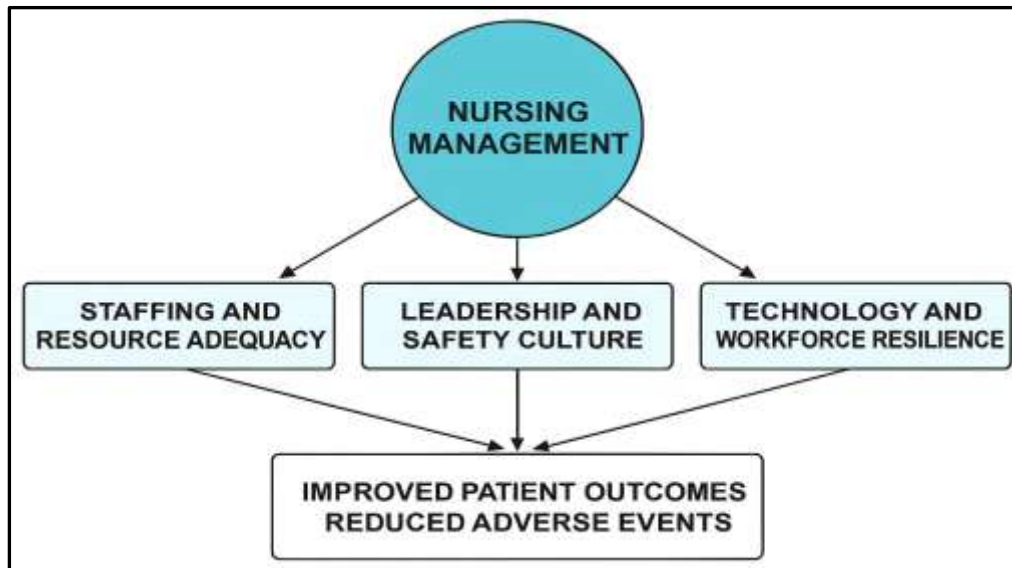 NURSING
MANAGEMENT
STAFFING AND
RESOURCE ADEQUACY
LEADERSHIP AND
SAFETY CULTURE
TECHNOLOGY AND
WORKFORCE RESILIENCE
IMPROVED PATIENT OUTCOMES
REDUCED ADVERSE EVENTS